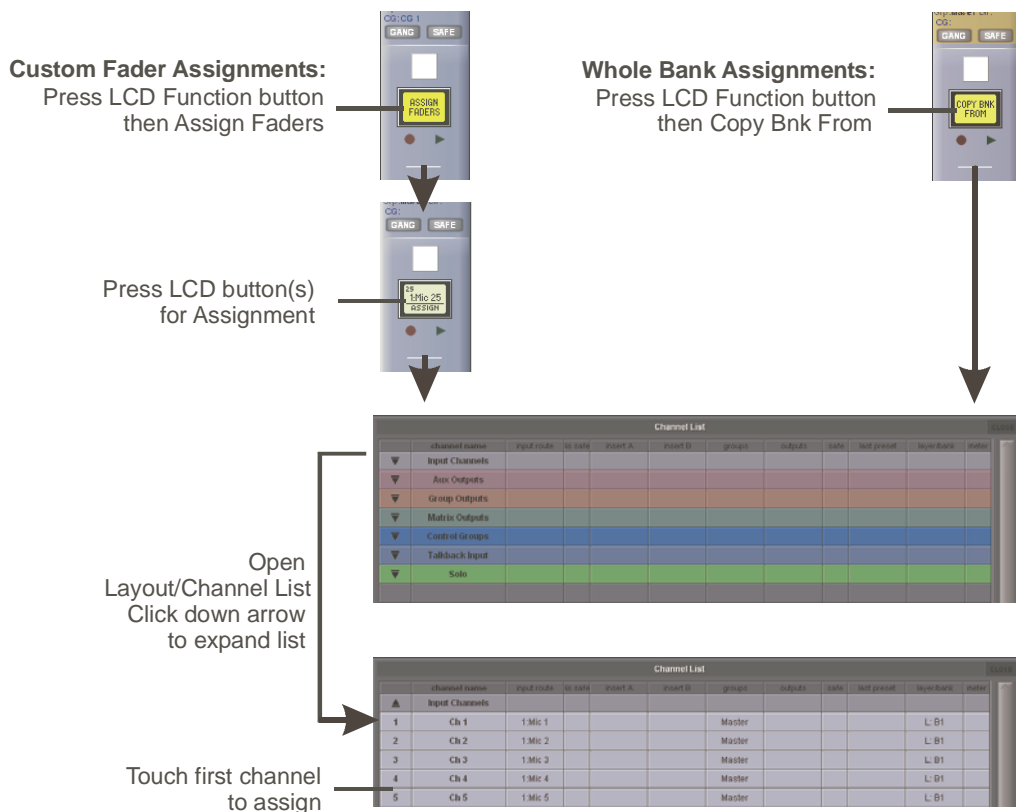 CG: CG 1
GANG SAFE
Custom Fader Assignments:
Press LCD Function button
then Assign Faders
ASSIGN
FADERS
CG:
GANG SAFE
Whole Bank Assignments:
Press LCD Function button
then Copy Bnk From
COPY BNK
FROM
CG:
GANG SAFE
Press LCD button(s)
for Assignment
25
1:Mic 25
ASSIGN
Channel List CLOSE
channel name input route insert A insert B groups outputs safe last preset layer/bank meter
Input Channels
Aux Outputs
Group Outputs
Matrix Outputs
Control Groups
Talkback Input
Solo
Open
Layout/Channel List
Click down arrow
to expand list
Channel List CLOSE
channel name input route insert A insert B groups outputs safe last preset layer/bank meter
Input Channels
1 Ch 1 1:Mic 1 Master L: B1
2 Ch 2 1:Mic 2 Master L: B1
3 Ch 3 1:Mic 3 Master L: B1
4 Ch 4 1:Mic 4 Master L: B1
5 Ch 5 1:Mic 5 Master L: B1
Touch first channel
to assign